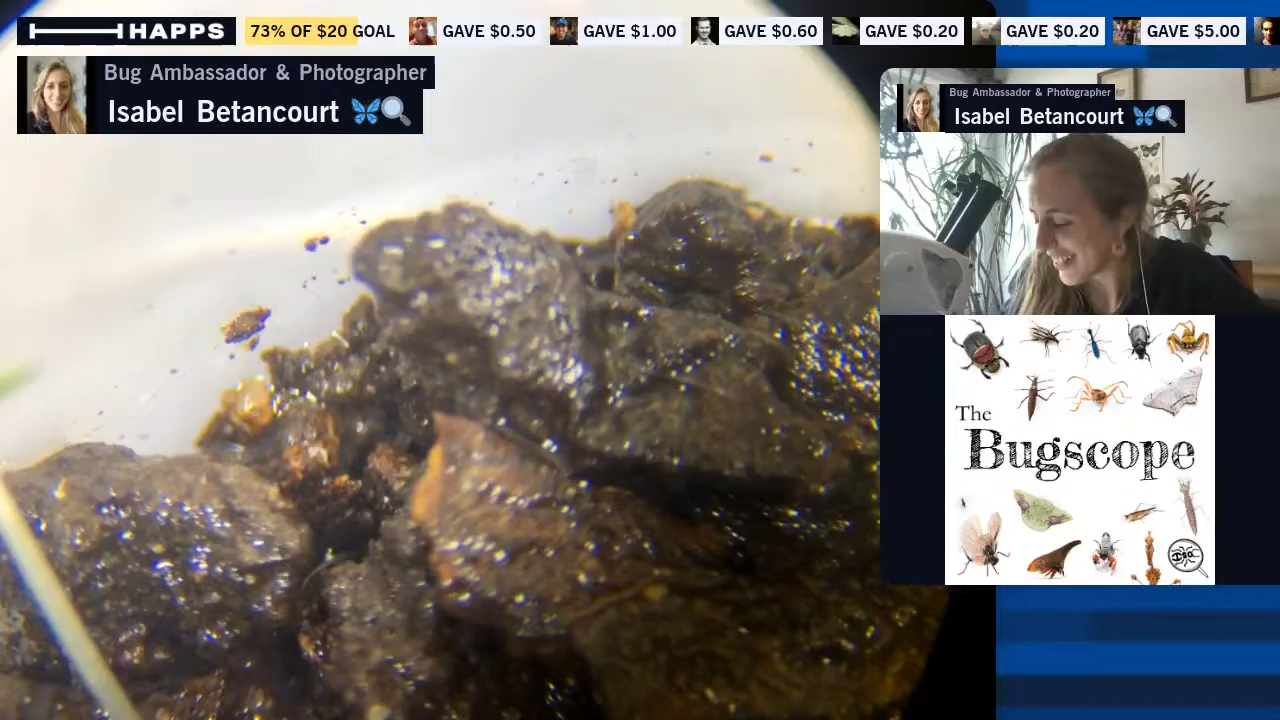 HAPPS 73% OF $20 GOAL GAVE $0.50 GAVE $1.00 GAVE $0.60 GAVE $0.20 GAVE $0.20 GAVE $5.00
Bug Ambassador & Photographer
Isabel Betancourt
Bug Ambassador & Photographer
Isabel Betancourt
The
Bugscope